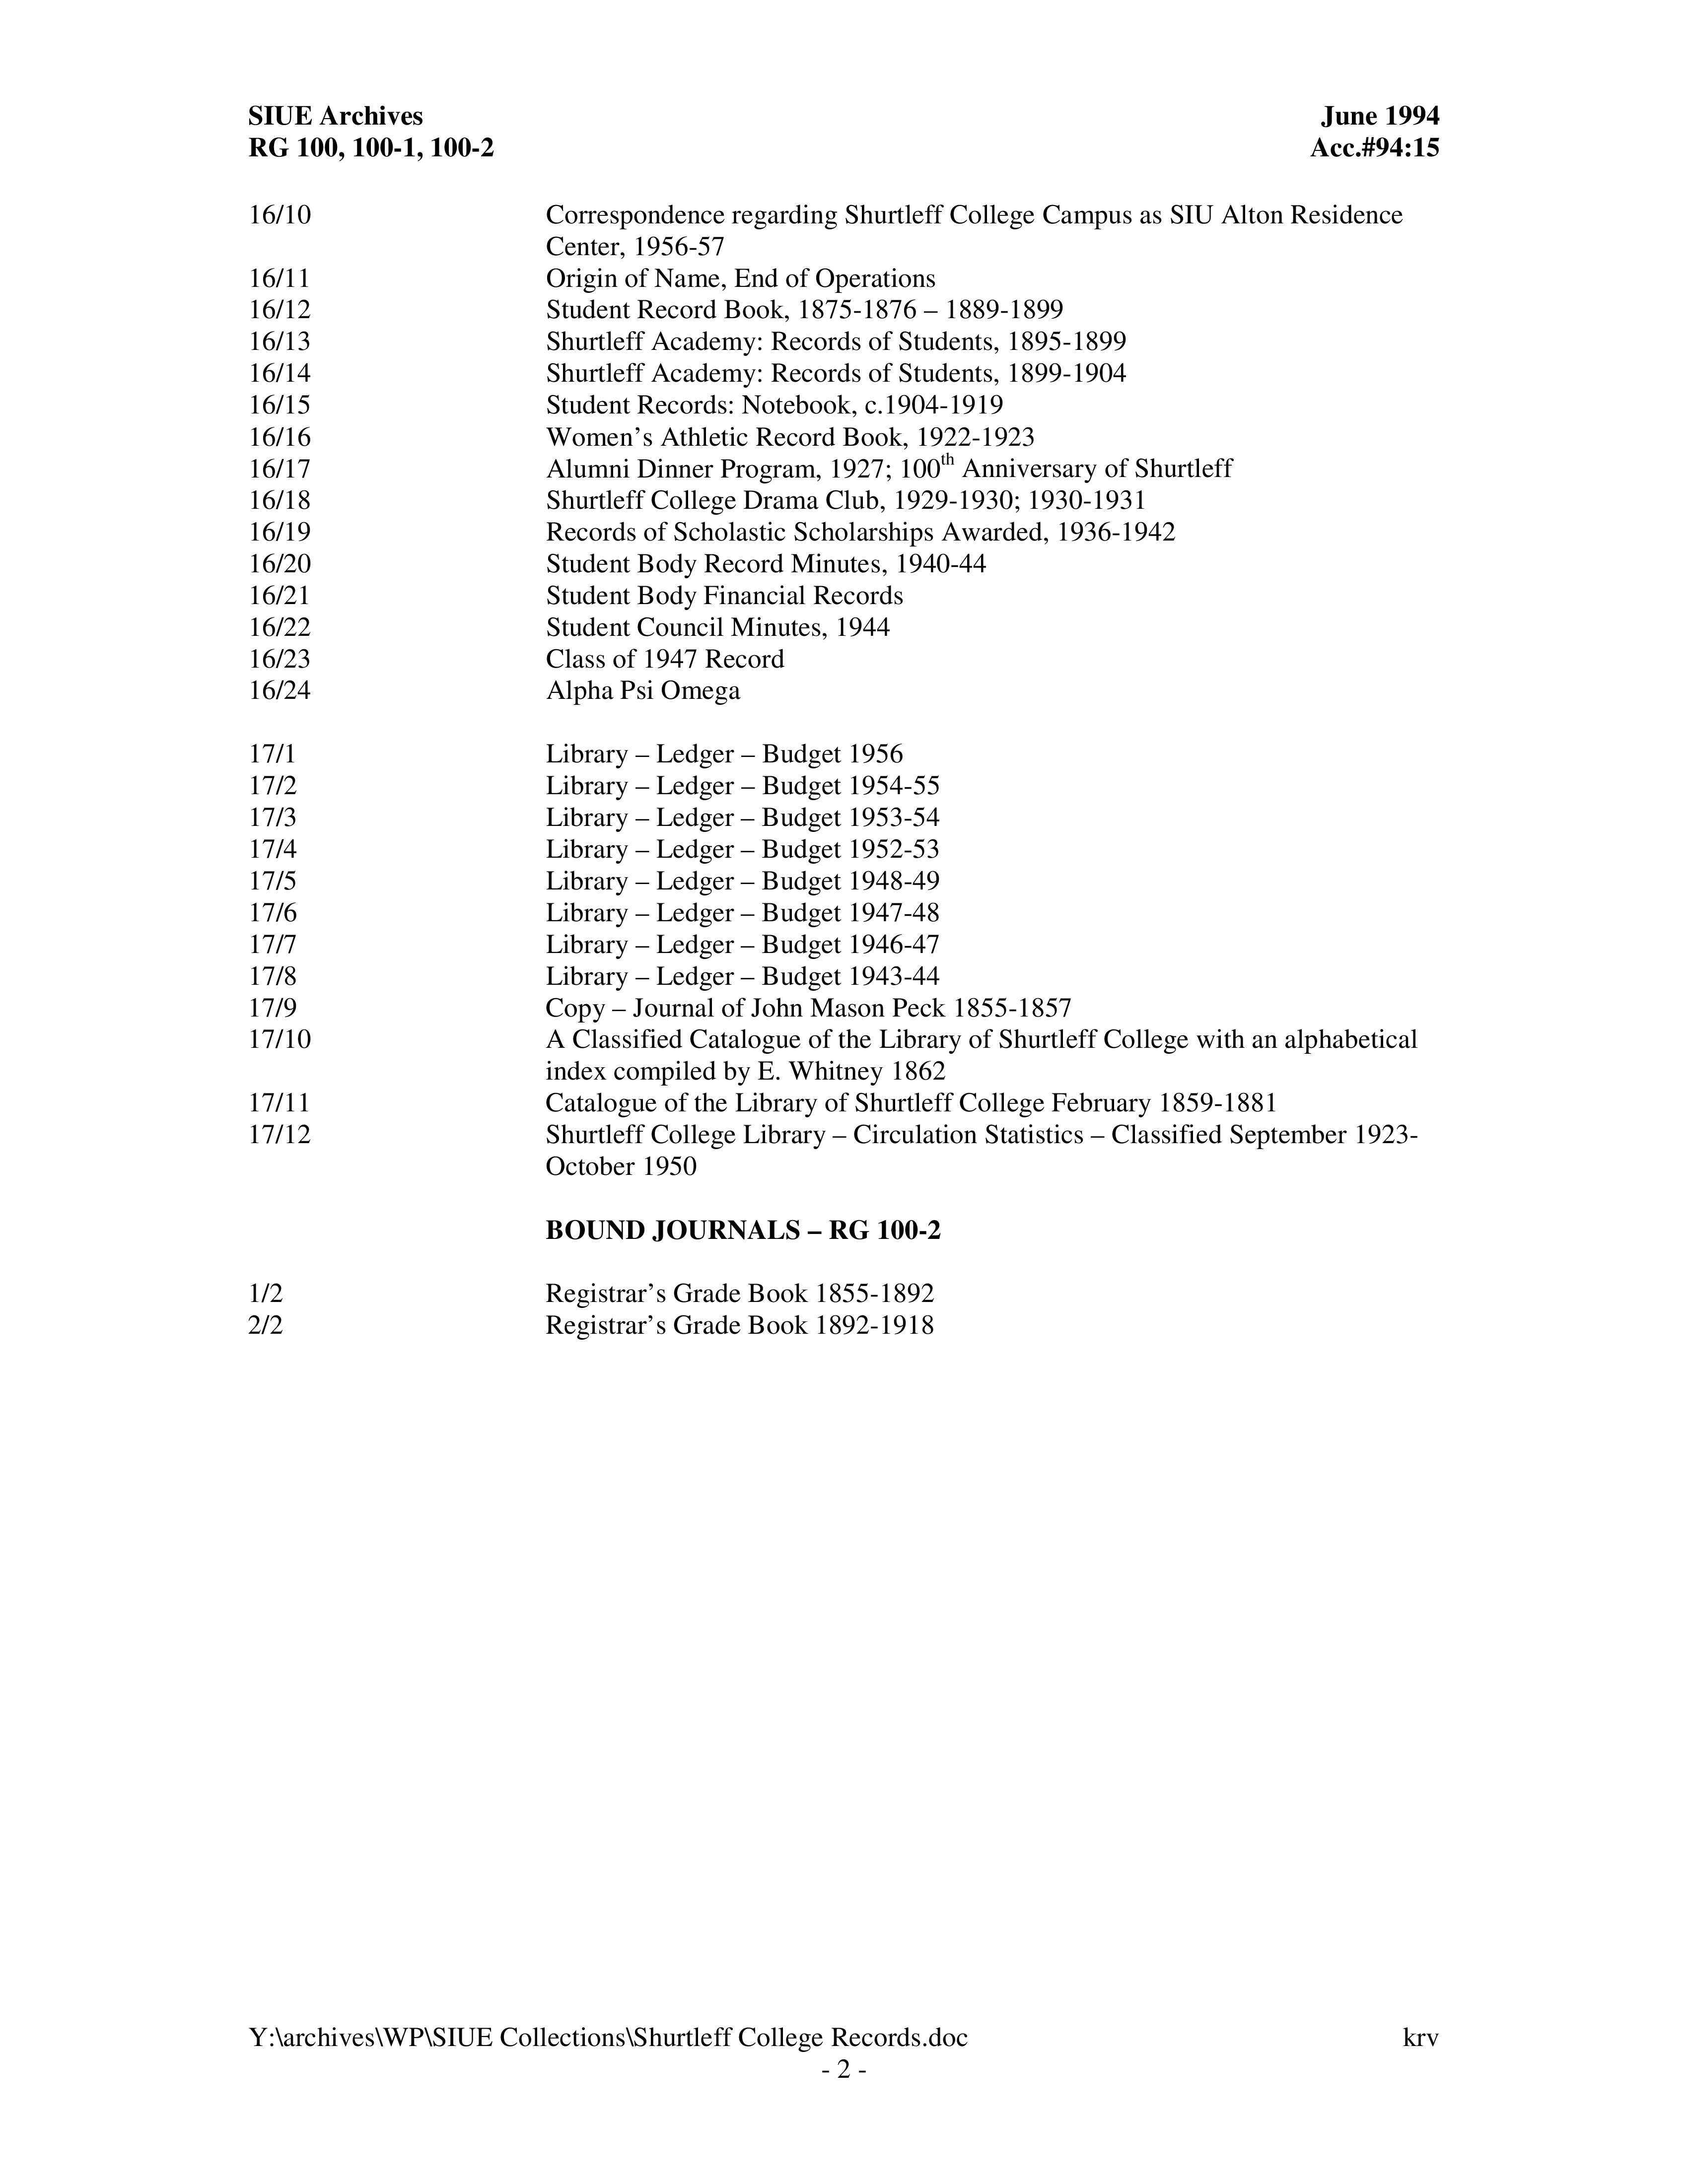 SIUE Archives June 1994
RG 100, 100-1, 100-2 Acc.#94:15
16/10 Correspondence regarding Shurtleff College Campus as SIU Alton Residence
Center, 1956-57
16/11 Origin of Name, End of Operations
16/12 Student Record Book, 1875-1876 – 1889-1899
16/13 Shurtleff Academy: Records of Students, 1895-1899
16/14 Shurtleff Academy: Records of Students, 1899-1904
16/15 Student Records: Notebook, c.1904-1919
16/16 Women’s Athletic Record Book, 1922-1923
16/17 Alumni Dinner Program, 1927; 100th Anniversary of Shurtleff
16/18 Shurtleff College Drama Club, 1929-1930; 1930-1931
16/19 Records of Scholastic Scholarships Awarded, 1936-1942
16/20 Student Body Record Minutes, 1940-44
16/21 Student Body Financial Records
16/22 Student Council Minutes, 1944
16/23 Class of 1947 Record
16/24 Alpha Psi Omega
17/1 Library – Ledger – Budget 1956
17/2 Library – Ledger – Budget 1954-55
17/3 Library – Ledger – Budget 1953-54
17/4 Library – Ledger – Budget 1952-53
17/5 Library – Ledger – Budget 1948-49
17/6 Library – Ledger – Budget 1947-48
17/7 Library – Ledger – Budget 1946-47
17/8 Library – Ledger – Budget 1943-44
17/9 Copy – Journal of John Mason Peck 1855-1857
17/10 A Classified Catalogue of the Library of Shurtleff College with an alphabetical
index compiled by E. Whitney 1862
17/11 Catalogue of the Library of Shurtleff College February 1859-1881
17/12 Shurtleff College Library – Circulation Statistics – Classified September 1923-
October 1950
BOUND JOURNALS – RG 100-2
1/2 Registrar’s Grade Book 1855-1892
2/2 Registrar’s Grade Book 1892-1918
Y:\archives\WP\SIUE Collections\Shurtleff College Records.doc krv
- 2 -